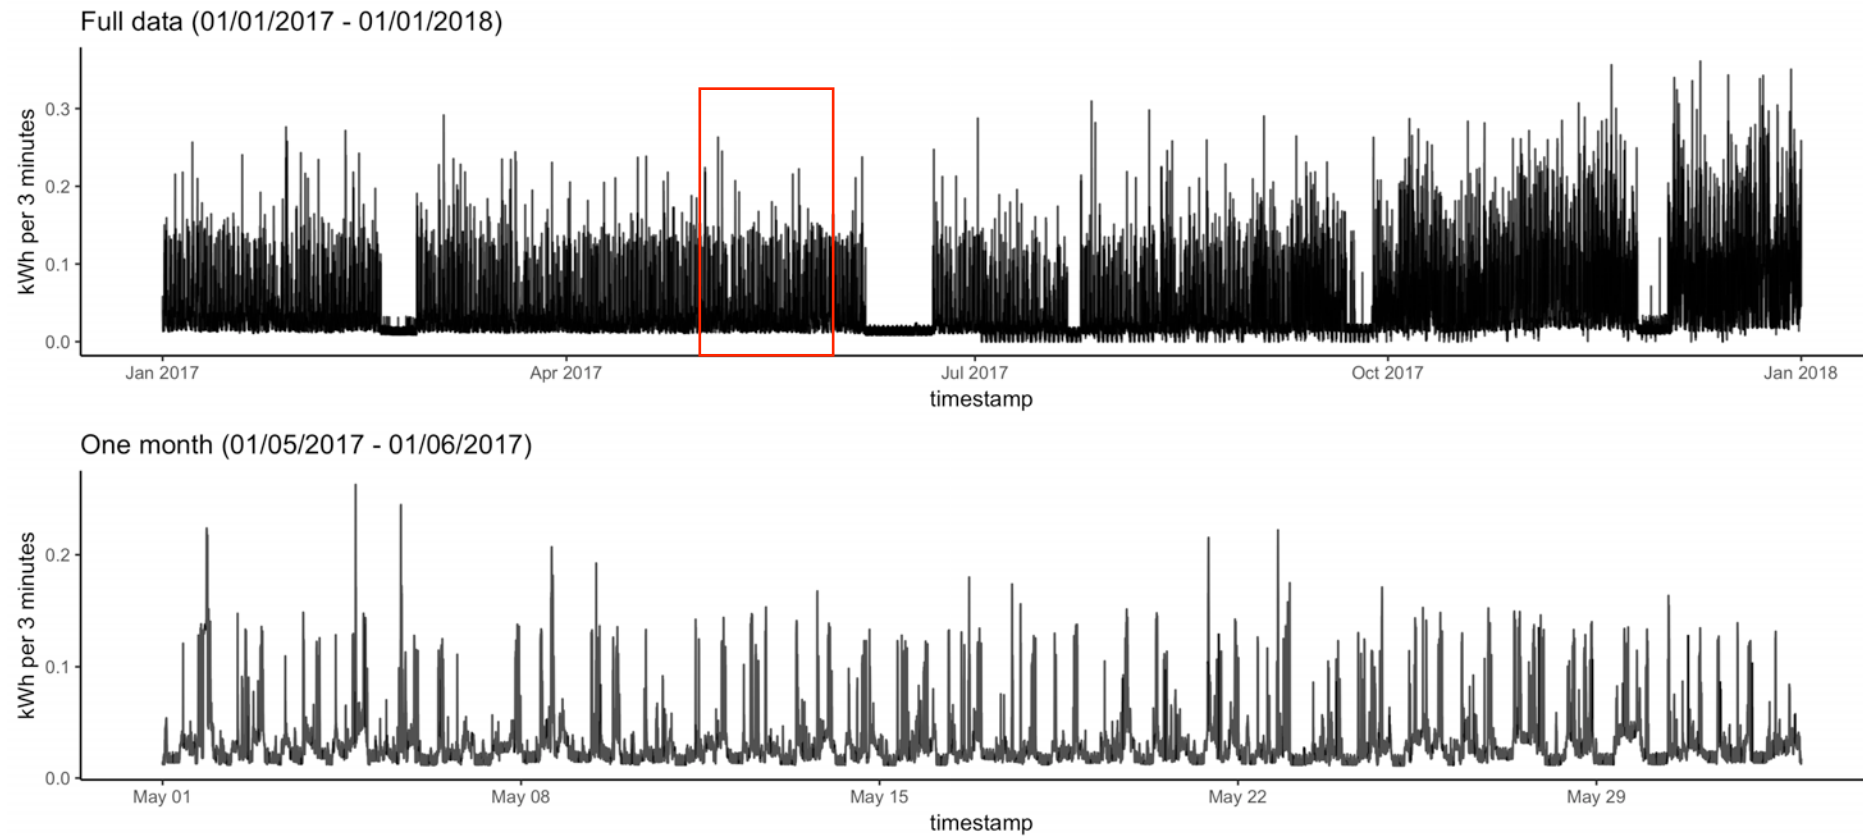 Full data (01/01/2017 - 01/01/2018)
kWh per 3 minutes
0.3
0.2
0.1
0.0
Jan 2017 Apr 2017 Jul 2017 Oct 2017 Jan 2018
timestamp
One month (01/05/2017 - 01/06/2017)
kWh per 3 minutes
0.2
0.1
0.0
May 01 May 08 May 15 May 22 May 29
timestamp